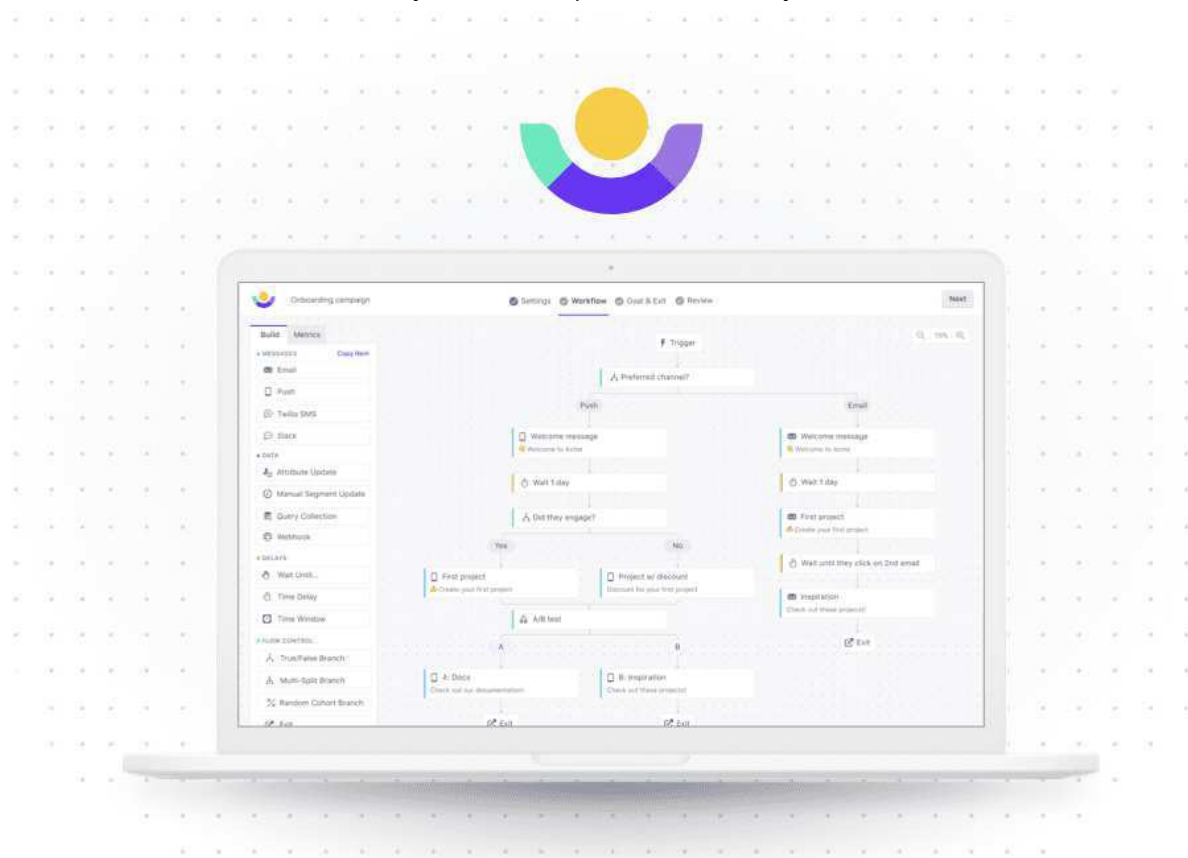 Onboarding campaign
Settings Workflow Goal & Exit Review
Next
Build Metrics
MESSAGES Copy Item
Email
Push
Twilio SMS
Slack
DATA
Attribute Update
Manual Segment Update
Query Collection
Webhook
DELAYS
Wait Until...
Time Delay
Time Window
FLOW CONTROL
True/False Branch
Multi-Split Branch
Random Cohort Branch
Exit
Trigger
Preferred channel?
Push
Welcome message
Welcome to Acme
Wait 1 day
Did they engage?
Yes
No
First project
Create your first project
Project w/ discount
Discount for your first project
A/B test
A
B
A: Docs
Check out our documentation!
B: Inspiration
Check out these projects!
Exit
Exit
Email
Welcome message
Welcome to Acme
Wait 1 day
First project
Create your first project
Wait until they click on 2nd email
Inspiration
Check out these projects!
Exit